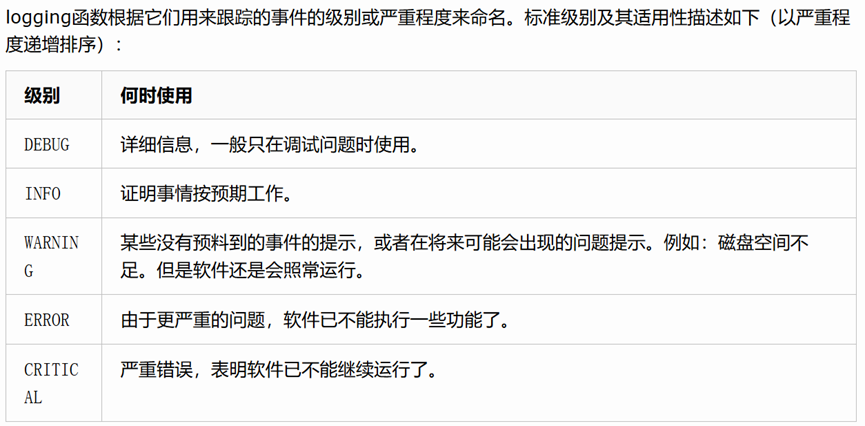 logging函数根据它们用来跟踪的事件的级别或严重程度来命名。标准级别及其适用性描述如下（以严重程
度递增排序）：
级别 何时使用
DEBUG 详细信息，一般只在调试问题时使用。
INFO 证明事情按预期工作。
WARNIN 某些没有预料到的事件的提示，或者在将来可能会出现的问题提示。例如：磁盘空间不
G 足。但是软件还是会照常运行。
ERROR 由于更严重的问题，软件已不能执行一些功能了。
CRITIC 严重错误，表明软件已不能继续运行了。
AL